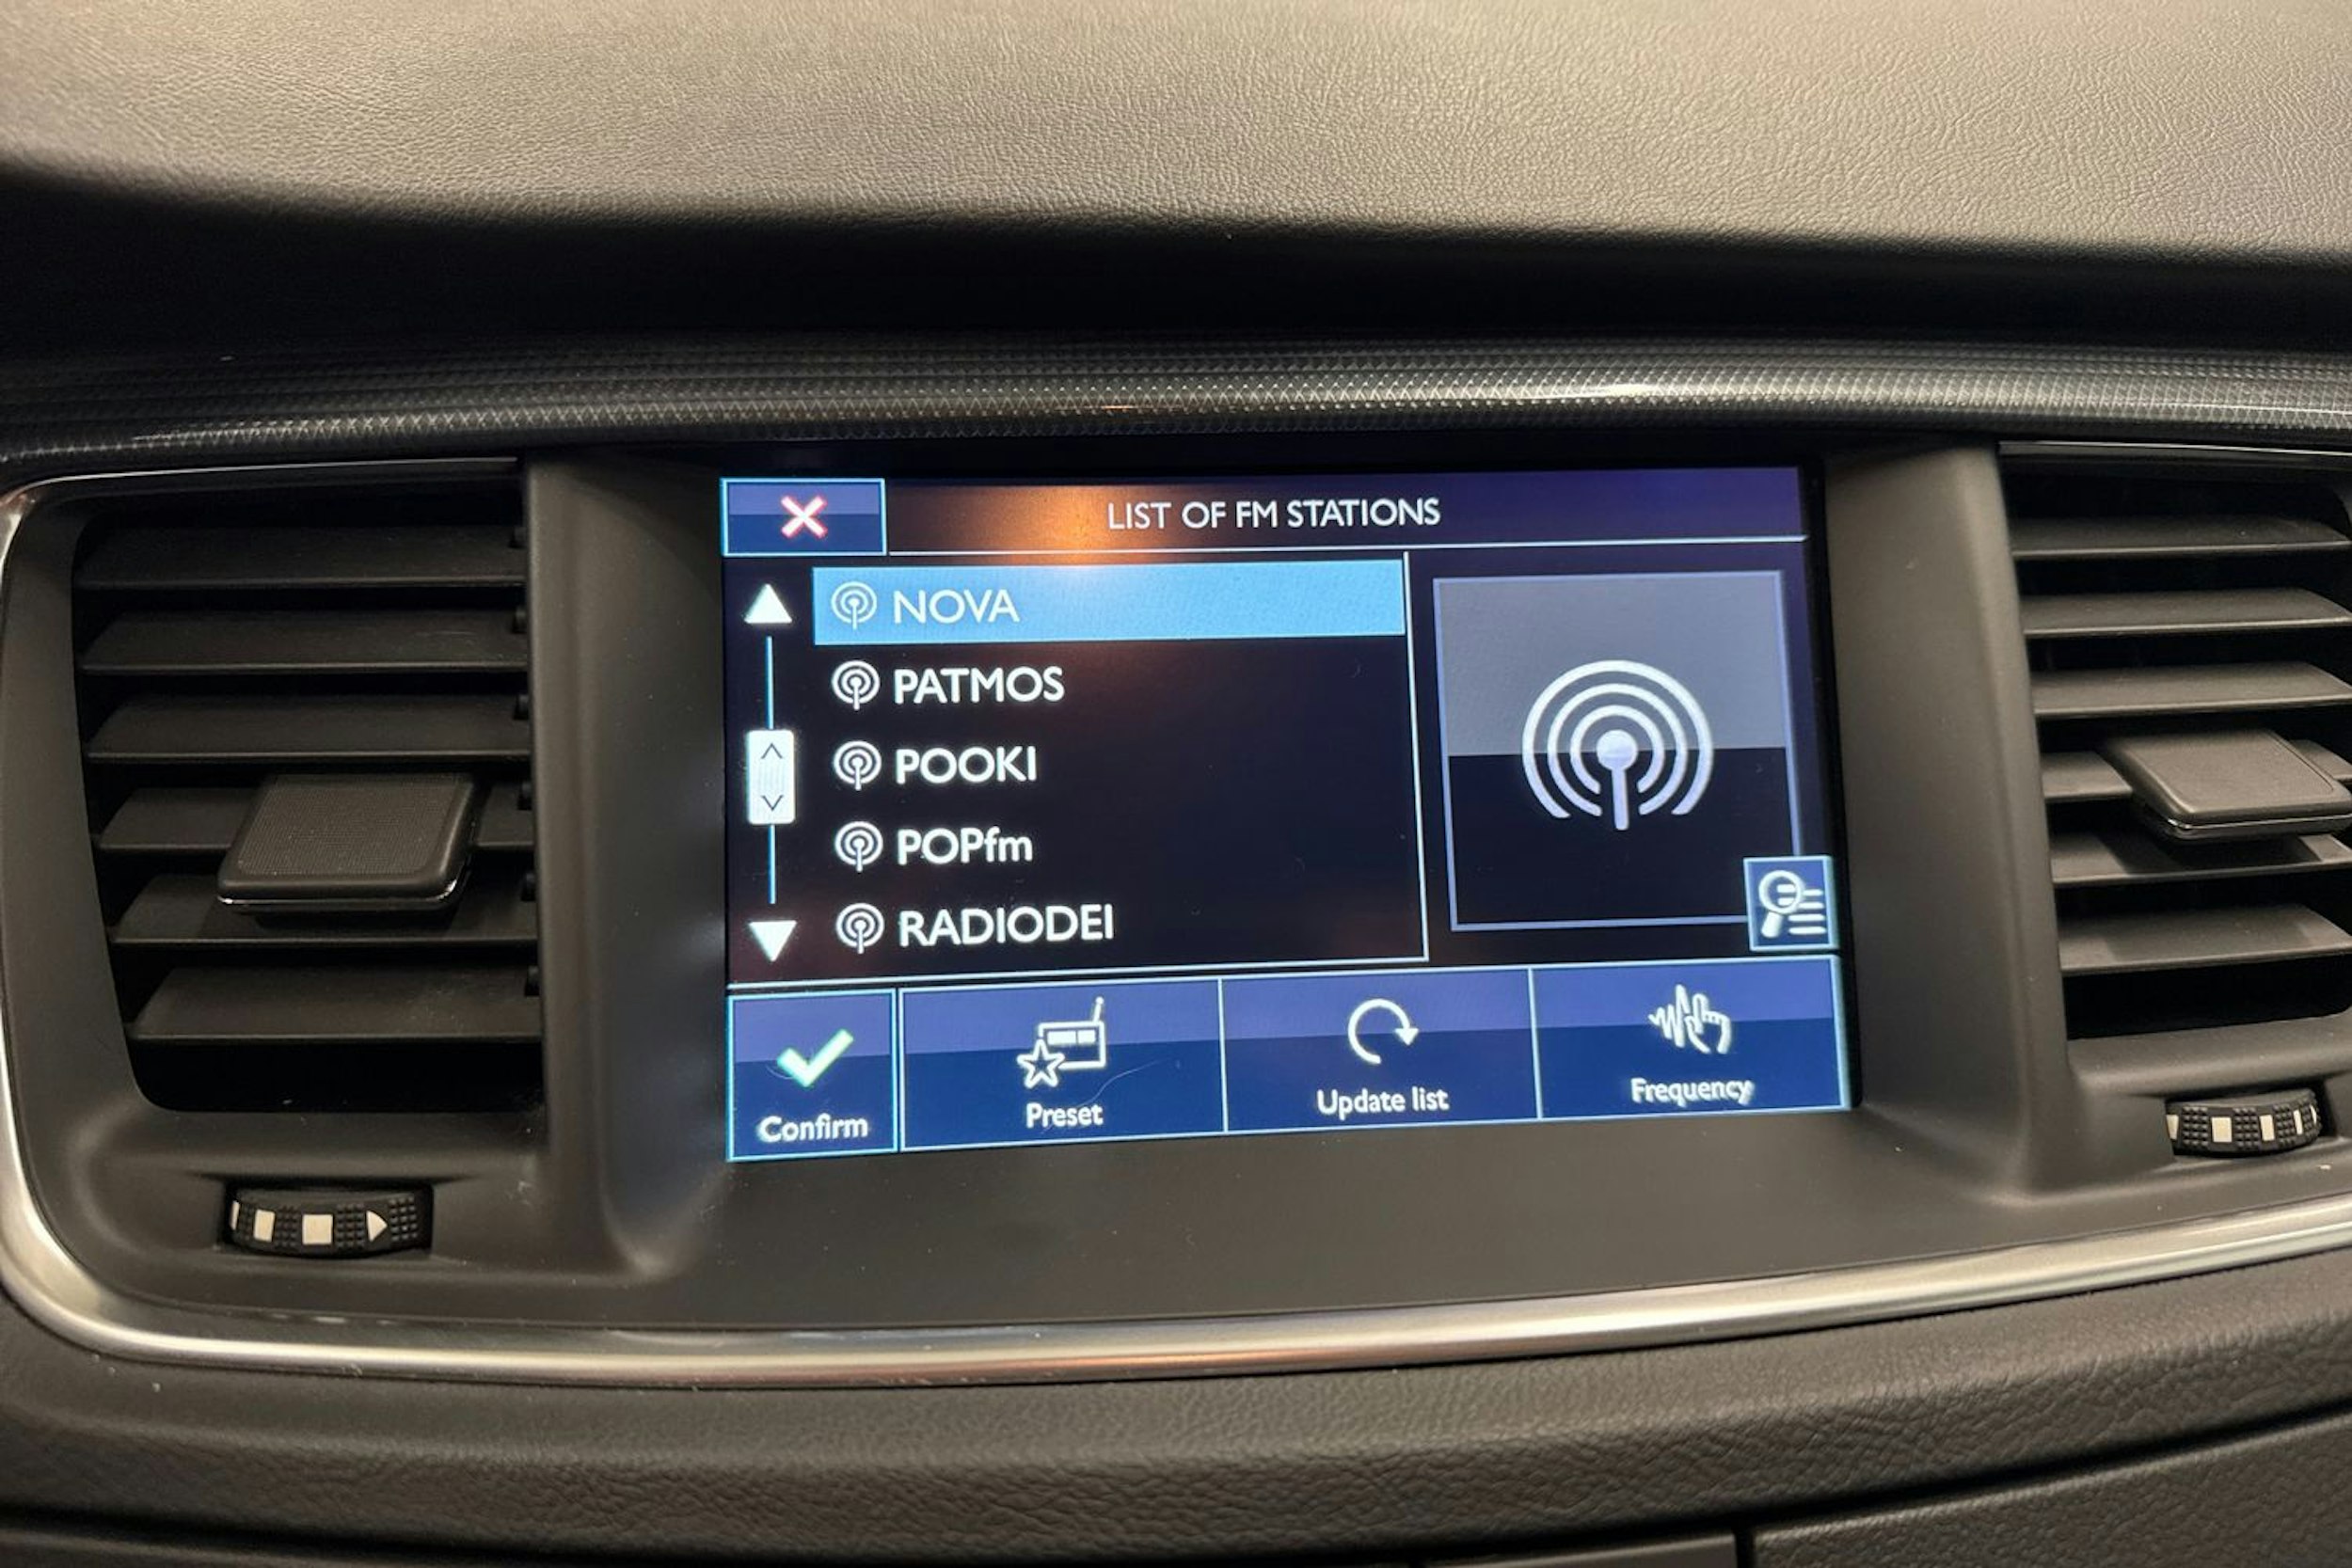 LIST OF FM STATIONS
NOVA
PATMOS
POOKI
POPfm
RADIODEI
Confirm
Preset
Update list
Frequency